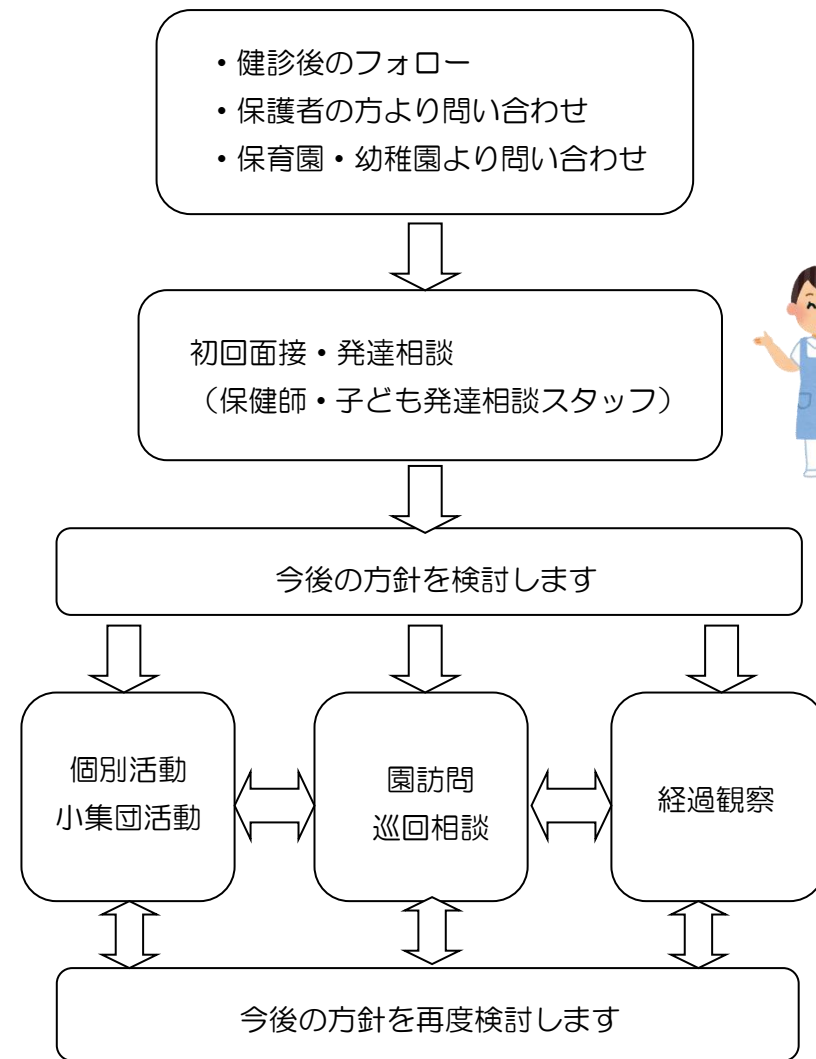 ・健診後のフォロー
・保護者の方より問い合わせ
・保育園・幼稚園より問い合わせ
初回面接・発達相談
（保健師・子ども発達相談スタッフ）
今後の方針を検討します
個別活動
小集団活動
園訪問
巡回相談
経過観察
今後の方針を再度検討します